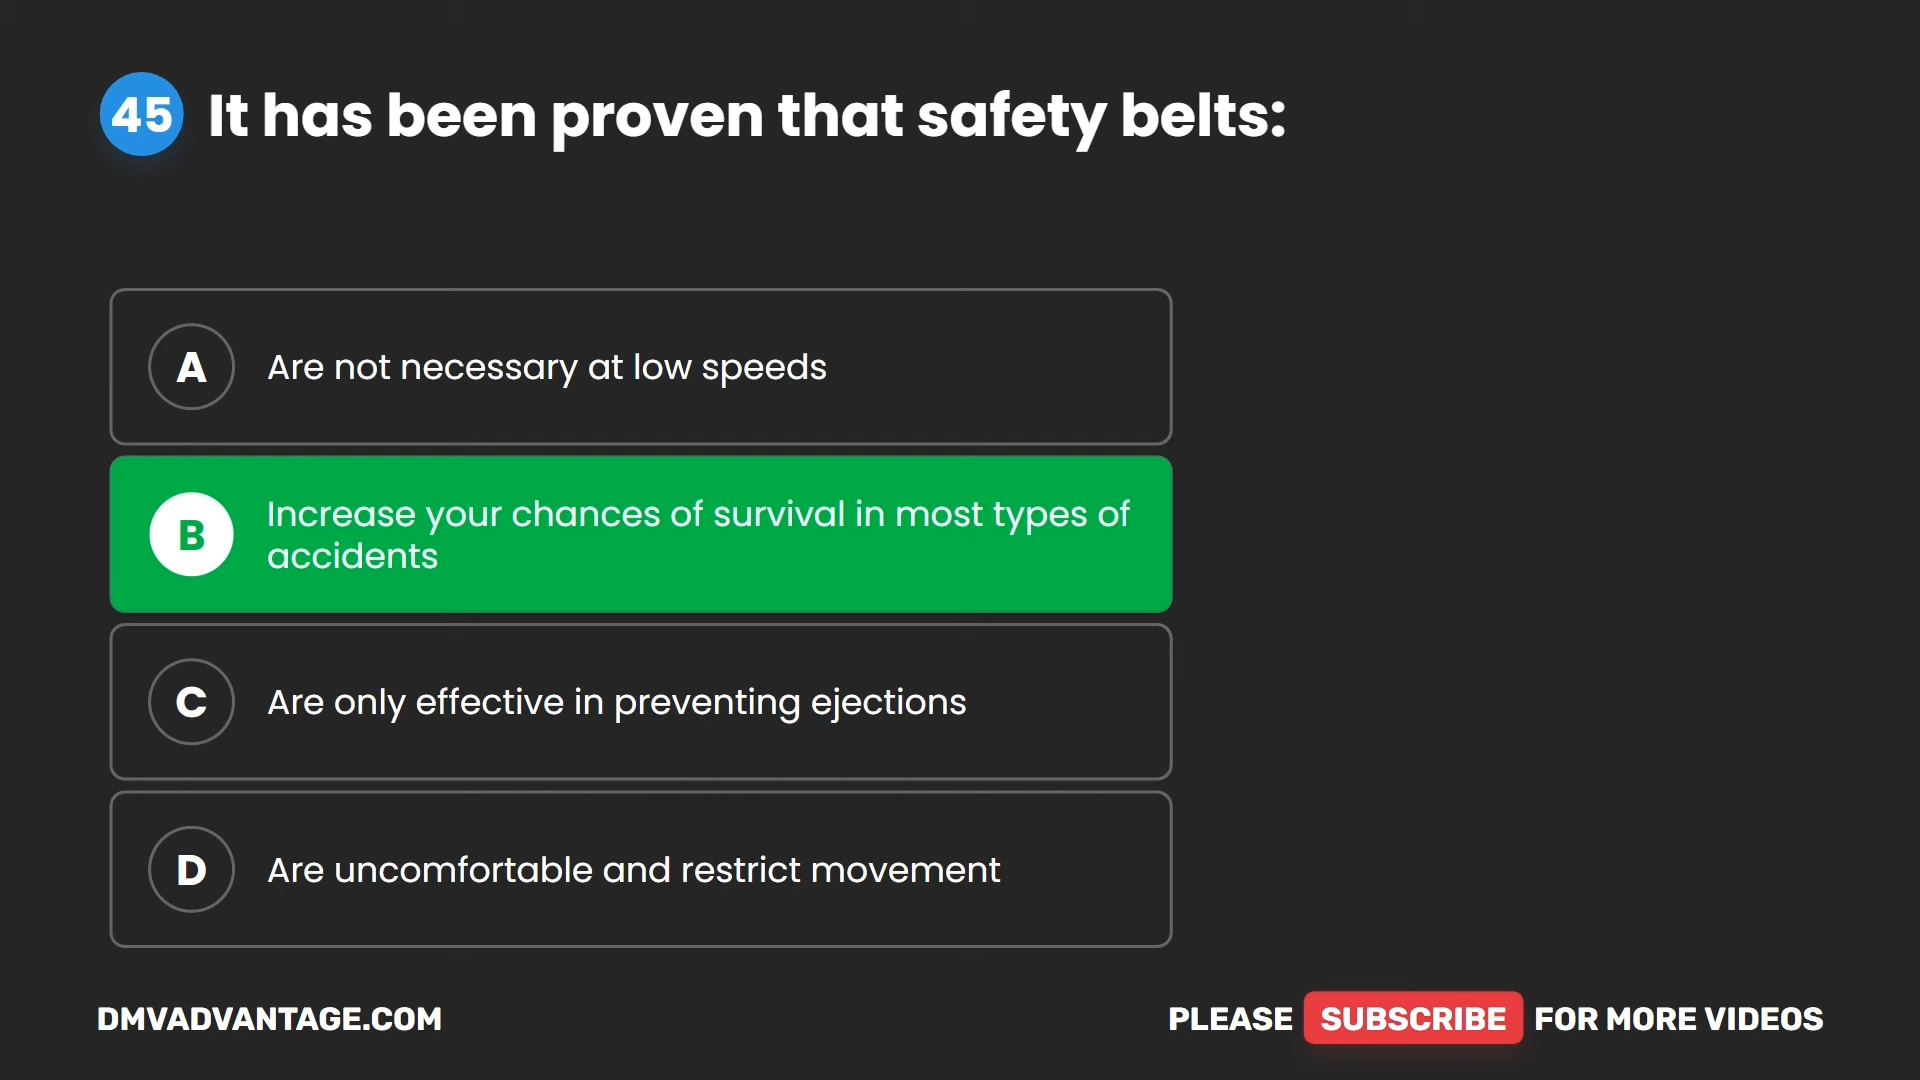 45 It has been proven that safety belts:
A Are not necessary at low speeds
B Increase your chances of survival in most types of
accidents
C Are only effective in preventing ejections
D Are uncomfortable and restrict movement
DMVADVANTAGE.COM
PLEASE SUBSCRIBE FOR MORE VIDEOS